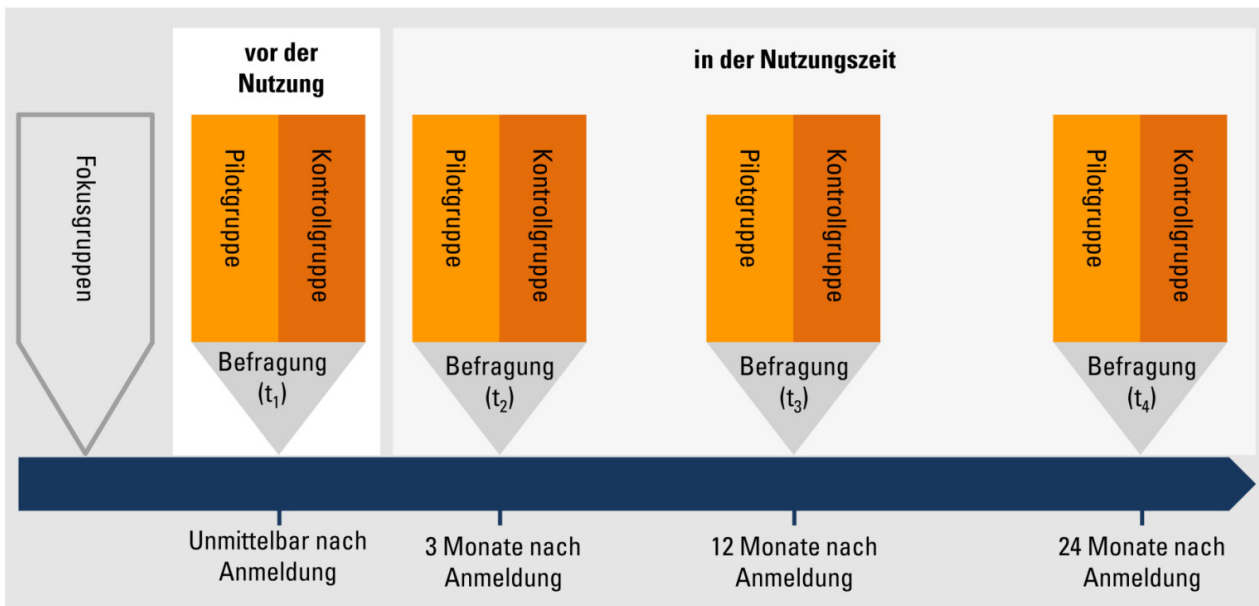 vor der
Nutzung
in der Nutzungszeit
Fokusgruppen
Pilotgruppe
Kontrollgruppe
Befragung
(t₁)
Pilotgruppe
Kontrollgruppe
Befragung
(t₂)
Pilotgruppe
Kontrollgruppe
Befragung
(t₃)
Pilotgruppe
Kontrollgruppe
Befragung
(t₄)
Unmittelbar nach
Anmeldung
3 Monate nach
Anmeldung
12 Monate nach
Anmeldung
24 Monate nach
Anmeldung